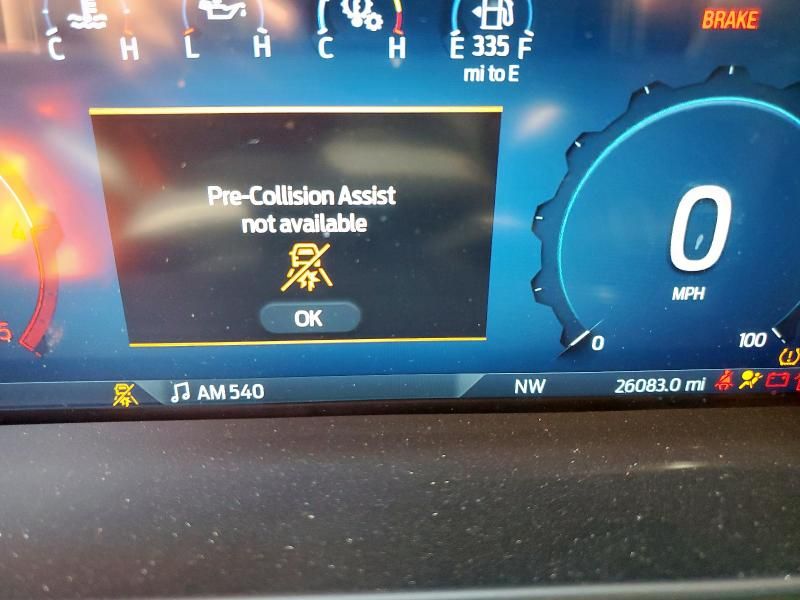 BRAKE
C H L H C H E 335 F
mi to E
Pre-Collision Assist
not available
OK
0
MPH
0 100
AM 540 NW 26083.0 mi